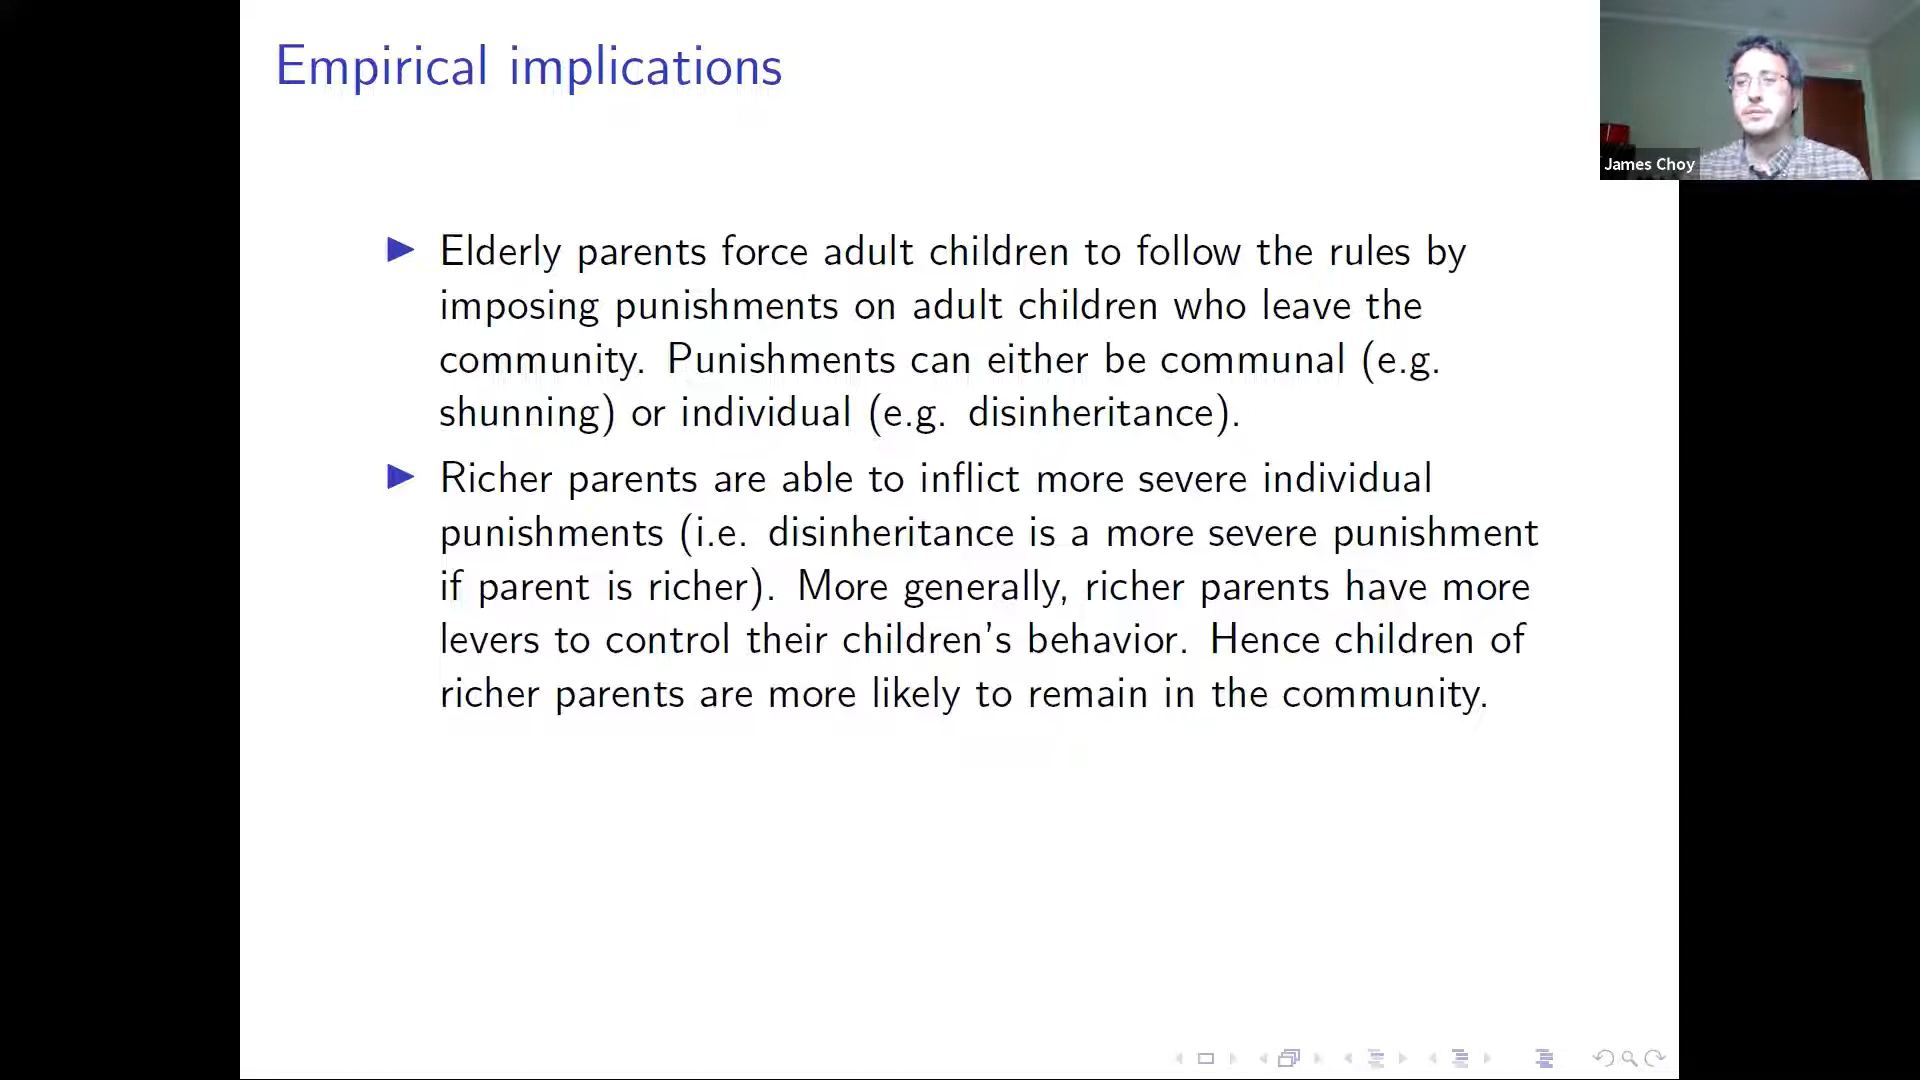 Empirical implications
James Choy
Elderly parents force adult children to follow the rules by
imposing punishments on adult children who leave the
community. Punishments can either be communal (e.g.
shunning) or individual (e.g. disinheritance).
Richer parents are able to inflict more severe individual
punishments (i.e. disinheritance is a more severe punishment
if parent is richer). More generally, richer parents have more
levers to control their children's behavior. Hence children of
richer parents are more likely to remain in the community.